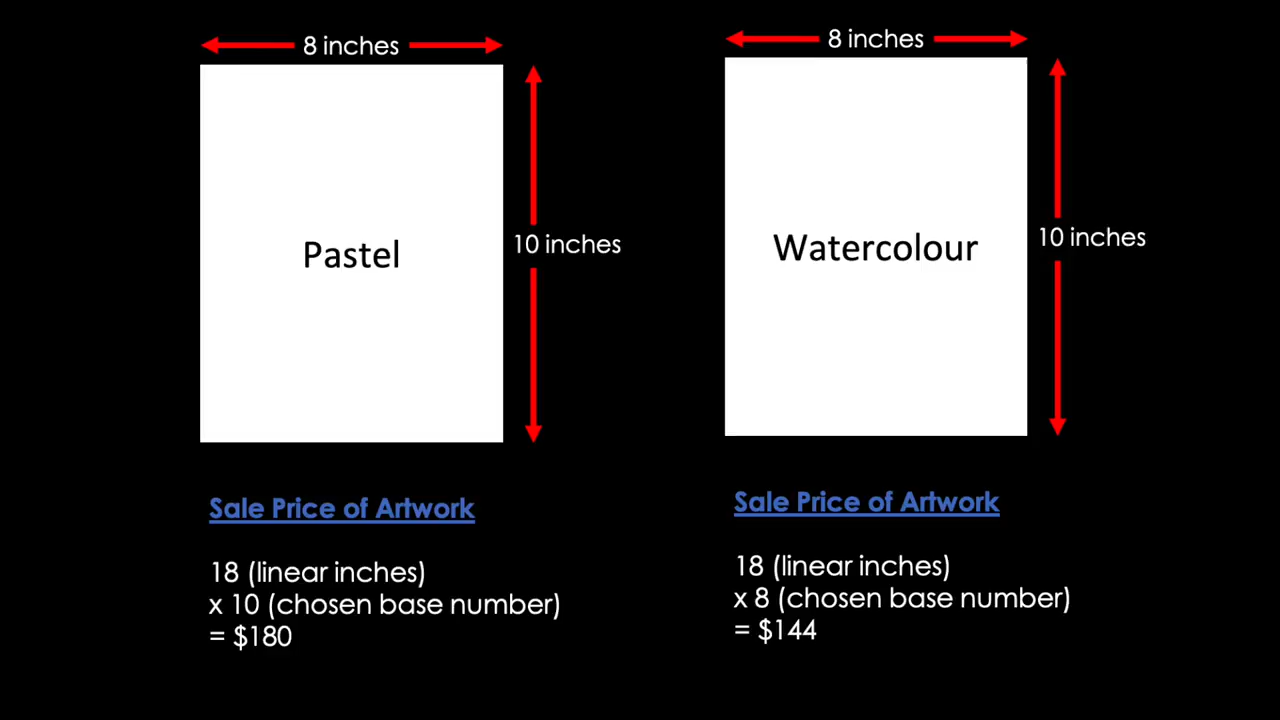 8 inches
10 inches
Pastel
Sale Price of Artwork
18 (linear inches)
x 10 (chosen base number)
= $180
8 inches
10 inches
Watercolour
Sale Price of Artwork
18 (linear inches)
x 8 (chosen base number)
= $144